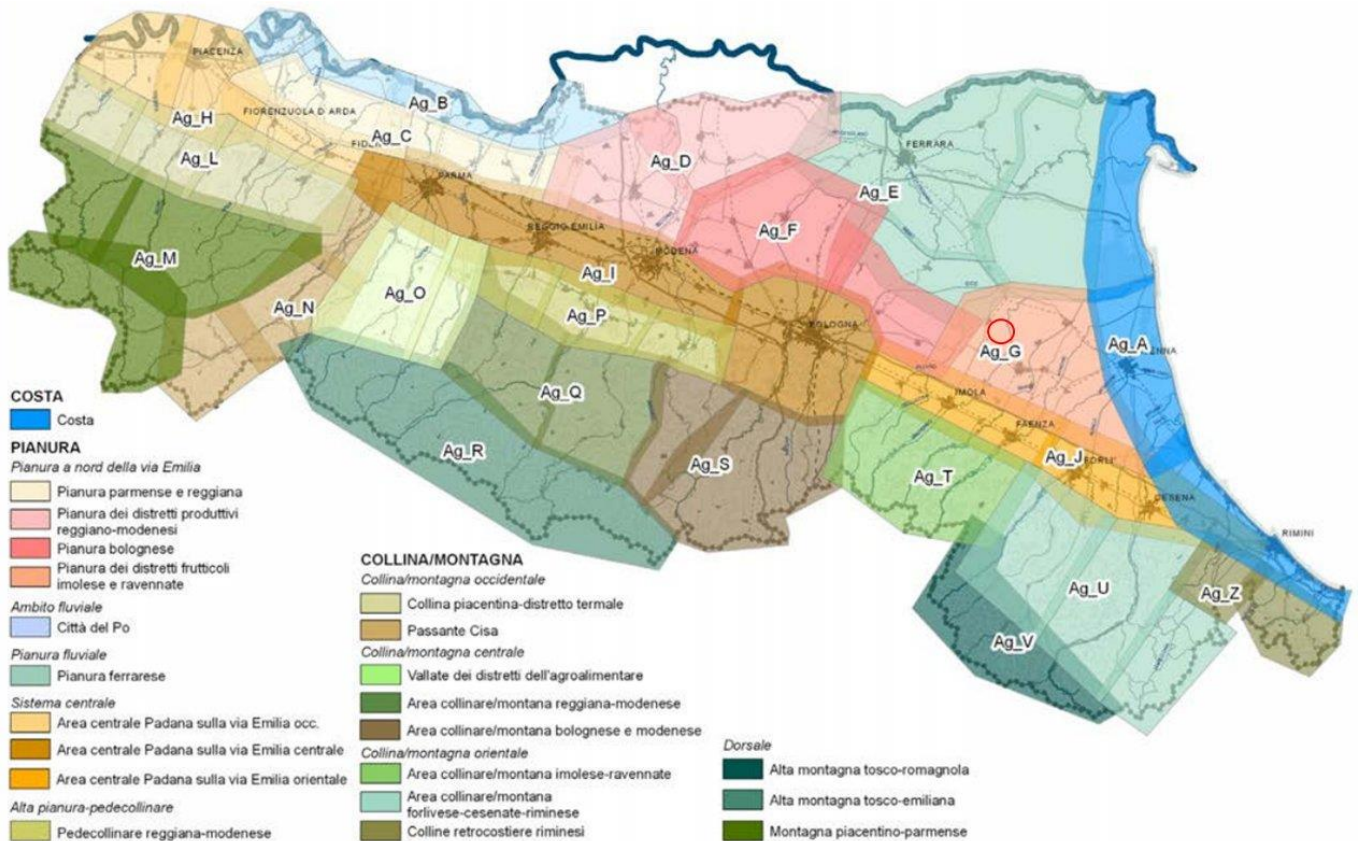 PIACENZA
Ag_B
FIORENZUOLA D ARDA
Ag_H
Ag_C
Ag_L
Ag_D
FERRARA
PARMA
Ag_E
REGGIO EMILIA
Ag_F
MODENA
Ag_M
Ag_I
Ag_O
Ag_N
Ag_P
BOLOGNA
Ag_G
Ag_A
Ag_Q
IMOLA
FAENZA
Ag_R
Ag_S
Ag_J
FORLI'
Ag_T
CESENA
RIMINI
Ag_U
Ag_Z
Ag_V
COSTA
Costa
PIANURA
Pianura a nord della via Emilia
Pianura parmense e reggiana
Pianura dei distretti produttivi
reggiano-modenesi
Pianura bolognese
Pianura dei distretti frutticoli
imolese e ravennate
Ambito fluviale
Città del Po
Pianura fluviale
Pianura ferrarese
Sistema centrale
Area centrale Padana sulla via Emilia occ.
Area centrale Padana sulla via Emilia centrale
Area centrale Padana sulla via Emilia orientale
Alta pianura-pedecollinare
Pedecollinare reggiana-modenese
COLLINA/MONTAGNA
Collina/montagna occidentale
Collina piacentina-distretto termale
Passante Cisa
Collina/montagna centrale
Vallate dei distretti dell'agroalimentare
Area collinare/montana reggiana-modenese
Area collinare/montana bolognese e modenese
Collina/montagna orientale
Area collinare/montana imolese-ravennate
Area collinare/montana
forlivese-cesenate-riminese
Colline retrocostiere riminesi
Dorsale
Alta montagna tosco-romagnola
Alta montagna tosco-emiliana
Montagna piacentino-parmense